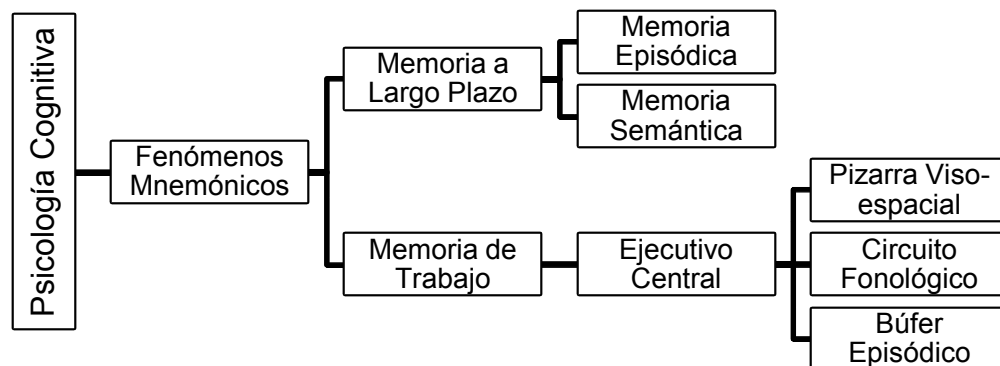 Psicología Cognitiva
Fenómenos
Mnemónicos
Memoria a
Largo Plazo
Memoria
Episódica
Memoria
Semántica
Memoria de
Trabajo
Ejecutivo
Central
Pizarra Viso-
espacial
Circuito
Fonológico
Búfer
Episódico